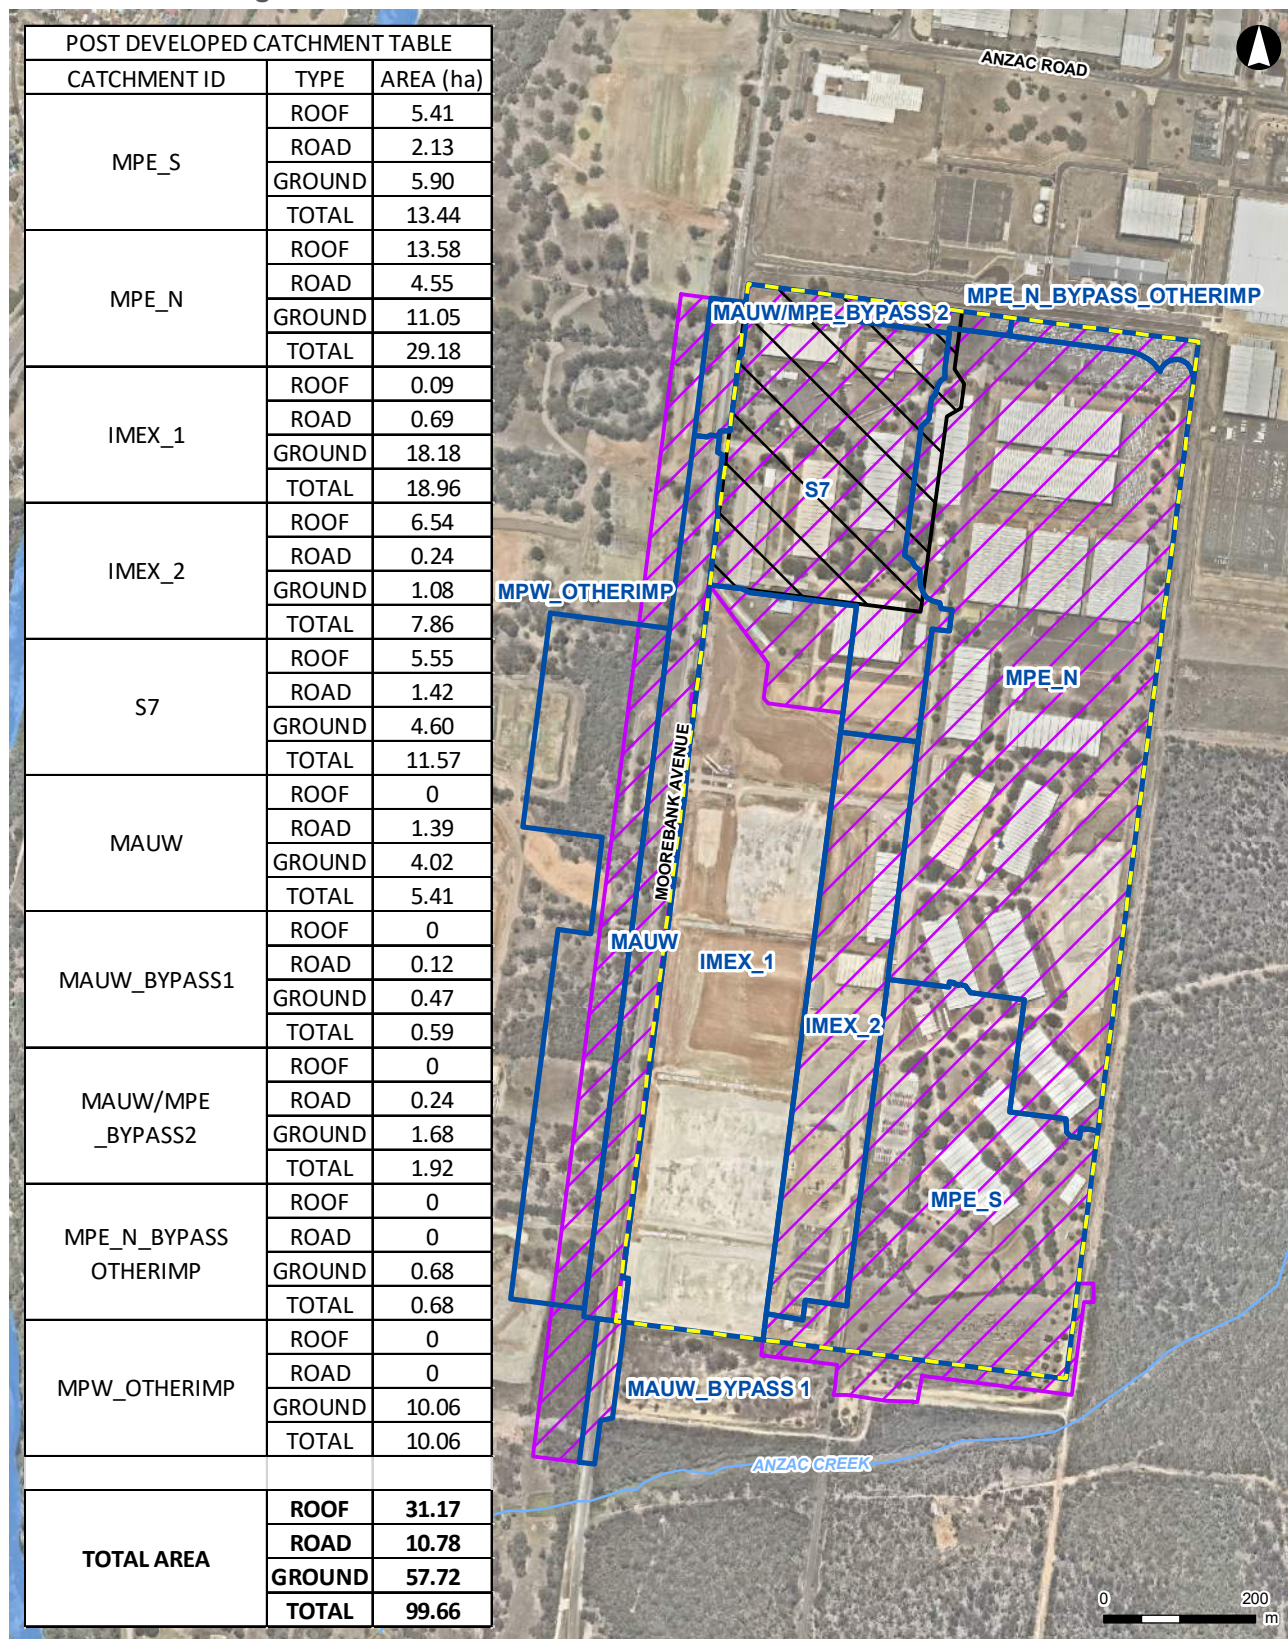 POST DEVELOPED CATCHMENT TABLE
CATCHMENT ID TYPE AREA (ha)
MPE_S
ROOF 5.41
ROAD 2.13
GROUND 5.90
TOTAL 13.44
MPE_N
ROOF 13.58
ROAD 4.55
GROUND 11.05
TOTAL 29.18
IMEX_1
ROOF 0.09
ROAD 0.69
GROUND 18.18
TOTAL 18.96
IMEX_2
ROOF 6.54
ROAD 0.24
GROUND 1.08
TOTAL 7.86
S7
ROOF 5.55
ROAD 1.42
GROUND 4.60
TOTAL 11.57
MAUW
ROOF 0
ROAD 1.39
GROUND 4.02
TOTAL 5.41
MAUW_BYPASS1
ROOF 0
ROAD 0.12
GROUND 0.47
TOTAL 0.59
MAUW/MPE
_BYPASS2
ROOF 0
ROAD 0.24
GROUND 1.68
TOTAL 1.92
MPE_N_BYPASS
OTHERIMP
ROOF 0
ROAD 0
GROUND 0.68
TOTAL 0.68
MPW_OTHERIMP
ROOF 0
ROAD 0
GROUND 10.06
TOTAL 10.06
TOTAL AREA
ROOF 31.17
ROAD 10.78
GROUND 57.72
TOTAL 99.66
ANZAC ROAD
MPE_N_BYPASS_OTHERIMP
MAUW/MPE_BYPASS 2
S7
MPW_OTHERIMP
MPE_N
MOOREBANK AVENUE
MAUW
IMEX_1
IMEX_2
MPE_S
MAUW_BYPASS 1
ANZAC CREEK
0 200
m